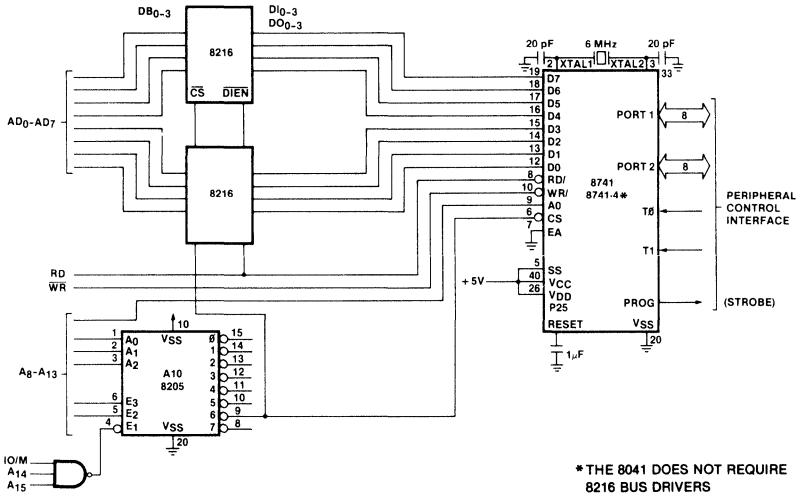 DB0-3
DI0-3
DO0-3
8216
CS DIEN
AD0-AD7
8216
20 pF 6 MHz 20 pF
2 XTAL1 XTAL2 3
33
19 D7
18 D6
17 D5
16 D4
15 D3
14 D2
13 D1
12 D0
8 RD/
10 WR/
9 A0
6 CS
7 EA
PORT 1 8
PORT 2 8
8741
8741-4*
TØ
T1
PERIPHERAL
CONTROL
INTERFACE
+5V
5 SS
40 VCC
26 VDD
P25
PROG (STROBE)
RESET VSS
20
1µF
RD
WR
A8-A13
10
VSS
1 A0
2 A1
3 A2
6 E3
5 E2
4 E1
A10
8205
Ø 15
1 14
2 13
3 12
4 11
5 10
6 9
7 8
VSS
20
IO/M
A14
A15
* THE 8041 DOES NOT REQUIRE
8216 BUS DRIVERS